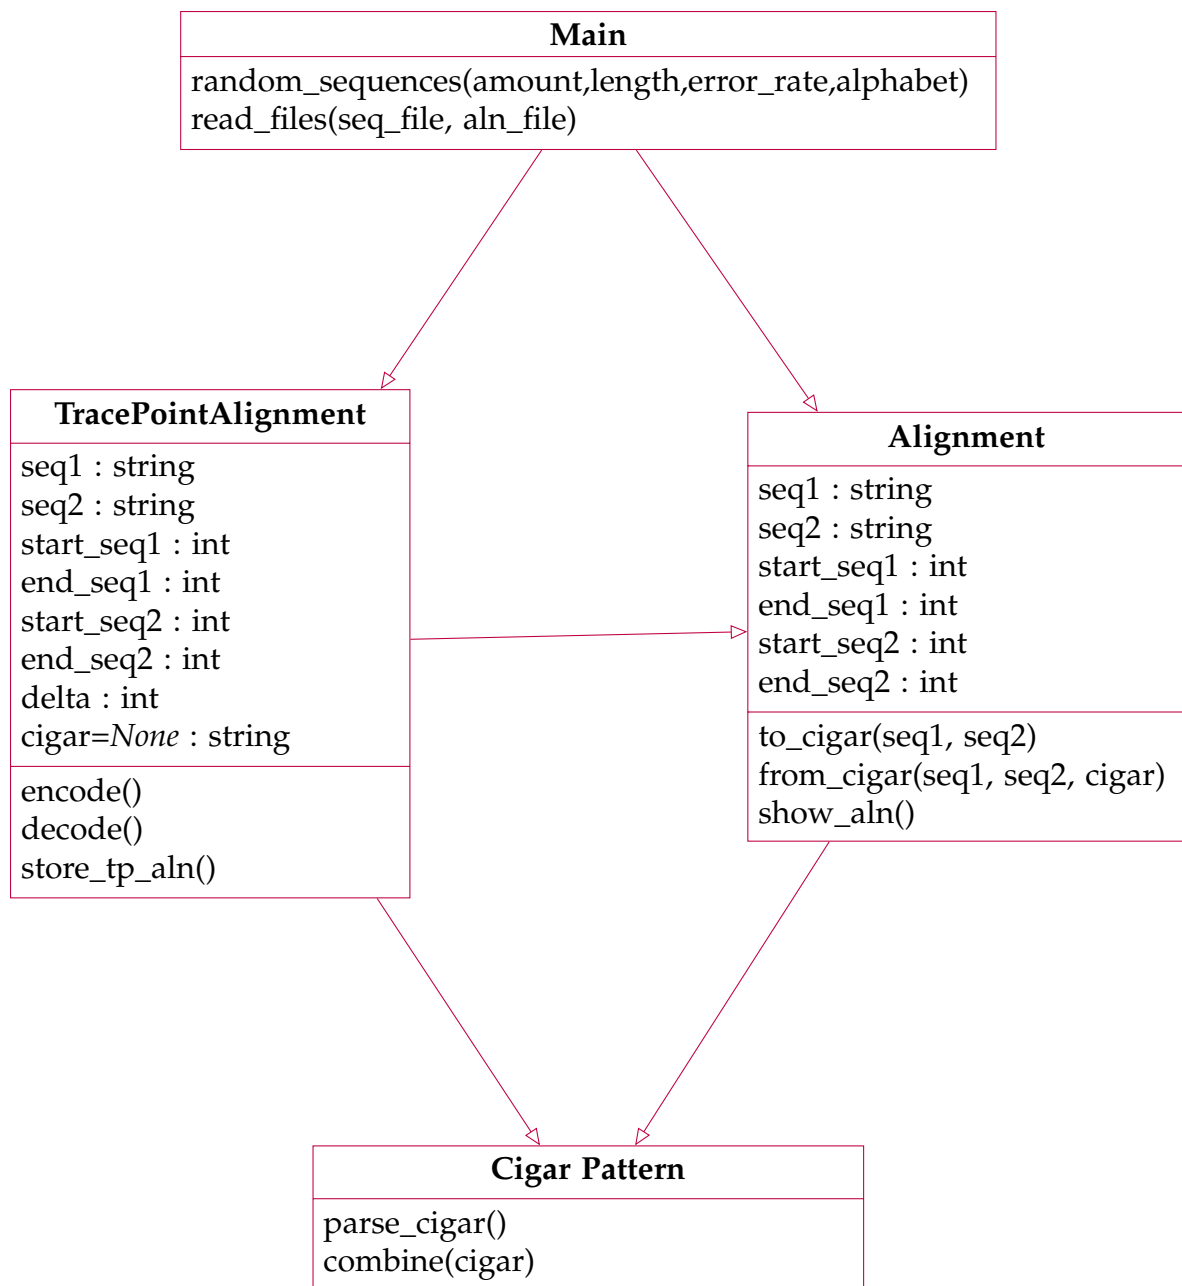 Main
random_sequences(amount,length,error_rate,alphabet)
read_files(seq_file, aln_file)
TracePointAlignment
seq1 : string
seq2 : string
start_seq1 : int
end_seq1 : int
start_seq2 : int
end_seq2 : int
delta : int
cigar=None : string
encode()
decode()
store_tp_aln()
Alignment
seq1 : string
seq2 : string
start_seq1 : int
end_seq1 : int
start_seq2 : int
end_seq2 : int
to_cigar(seq1, seq2)
from_cigar(seq1, seq2, cigar)
show_aln()
Cigar Pattern
parse_cigar()
combine(cigar)